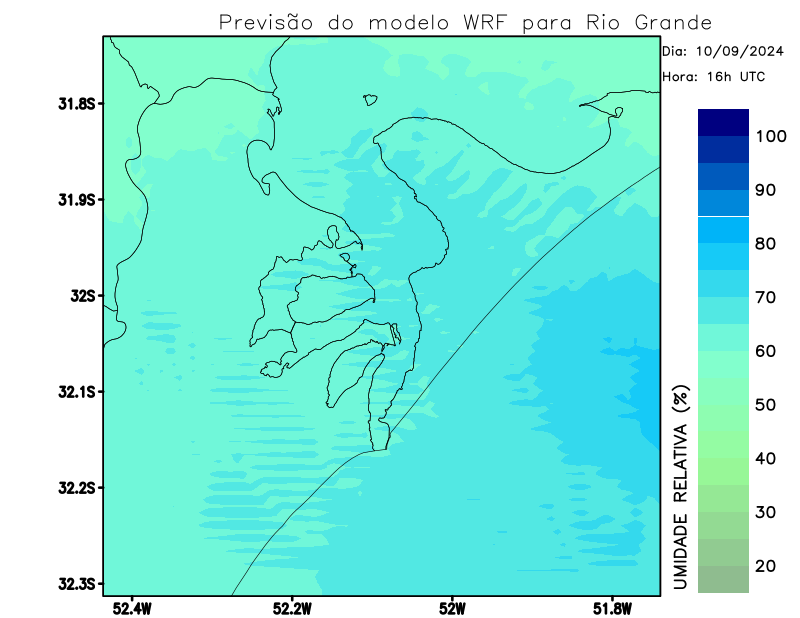 Previsão do modelo WRF para Rio Grande
Dia: 10/09/2024
Hora: 16h UTC
31.8S
31.9S
32S
32.1S
32.2S
32.3S
52.4W
52.2W
52W
51.8W
100
90
80
70
60
50
40
30
20
UMIDADE RELATIVA (%)